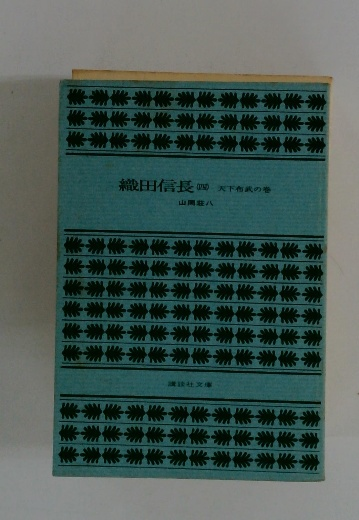 織田信長 (四) 天下布武の巻
山岡荘八
講談社文庫